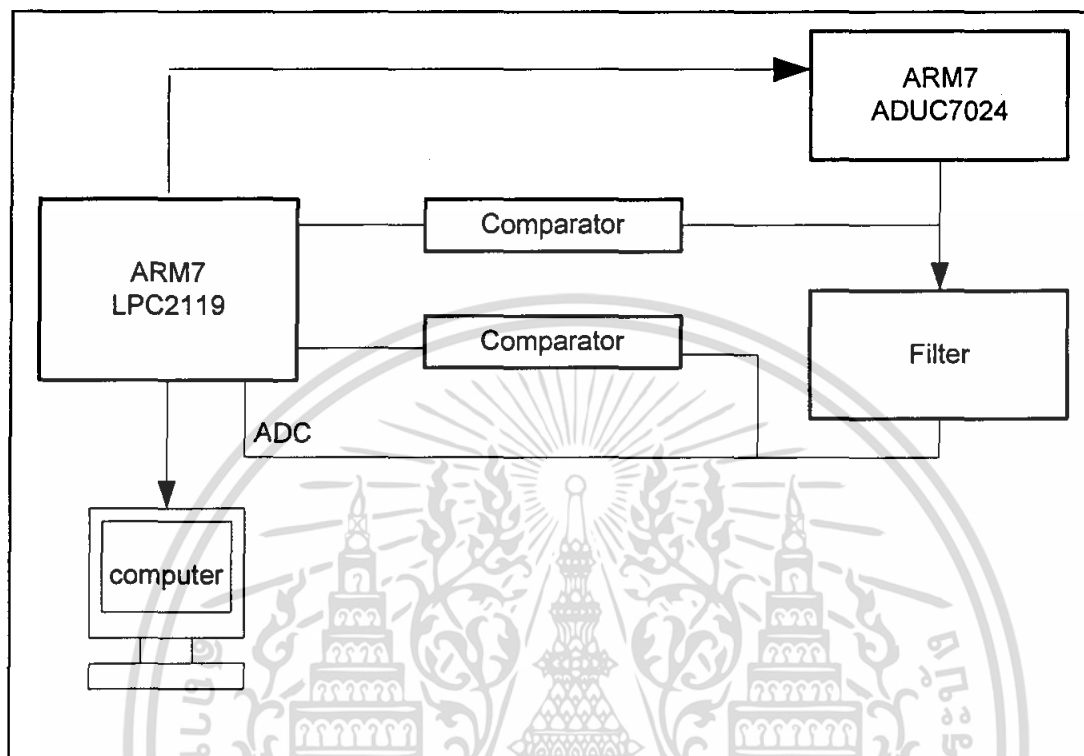 ARM7
ADUC7024
Comparator
ARM7
LPC2119
Comparator
Filter
ADC
computer